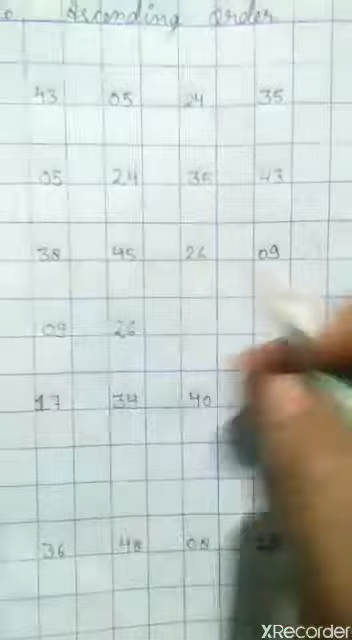 Ascending order
43 05 24 35
05 24 35 43
38 45 26 09
09 26
17 34 40
36 48 08
XRecorder